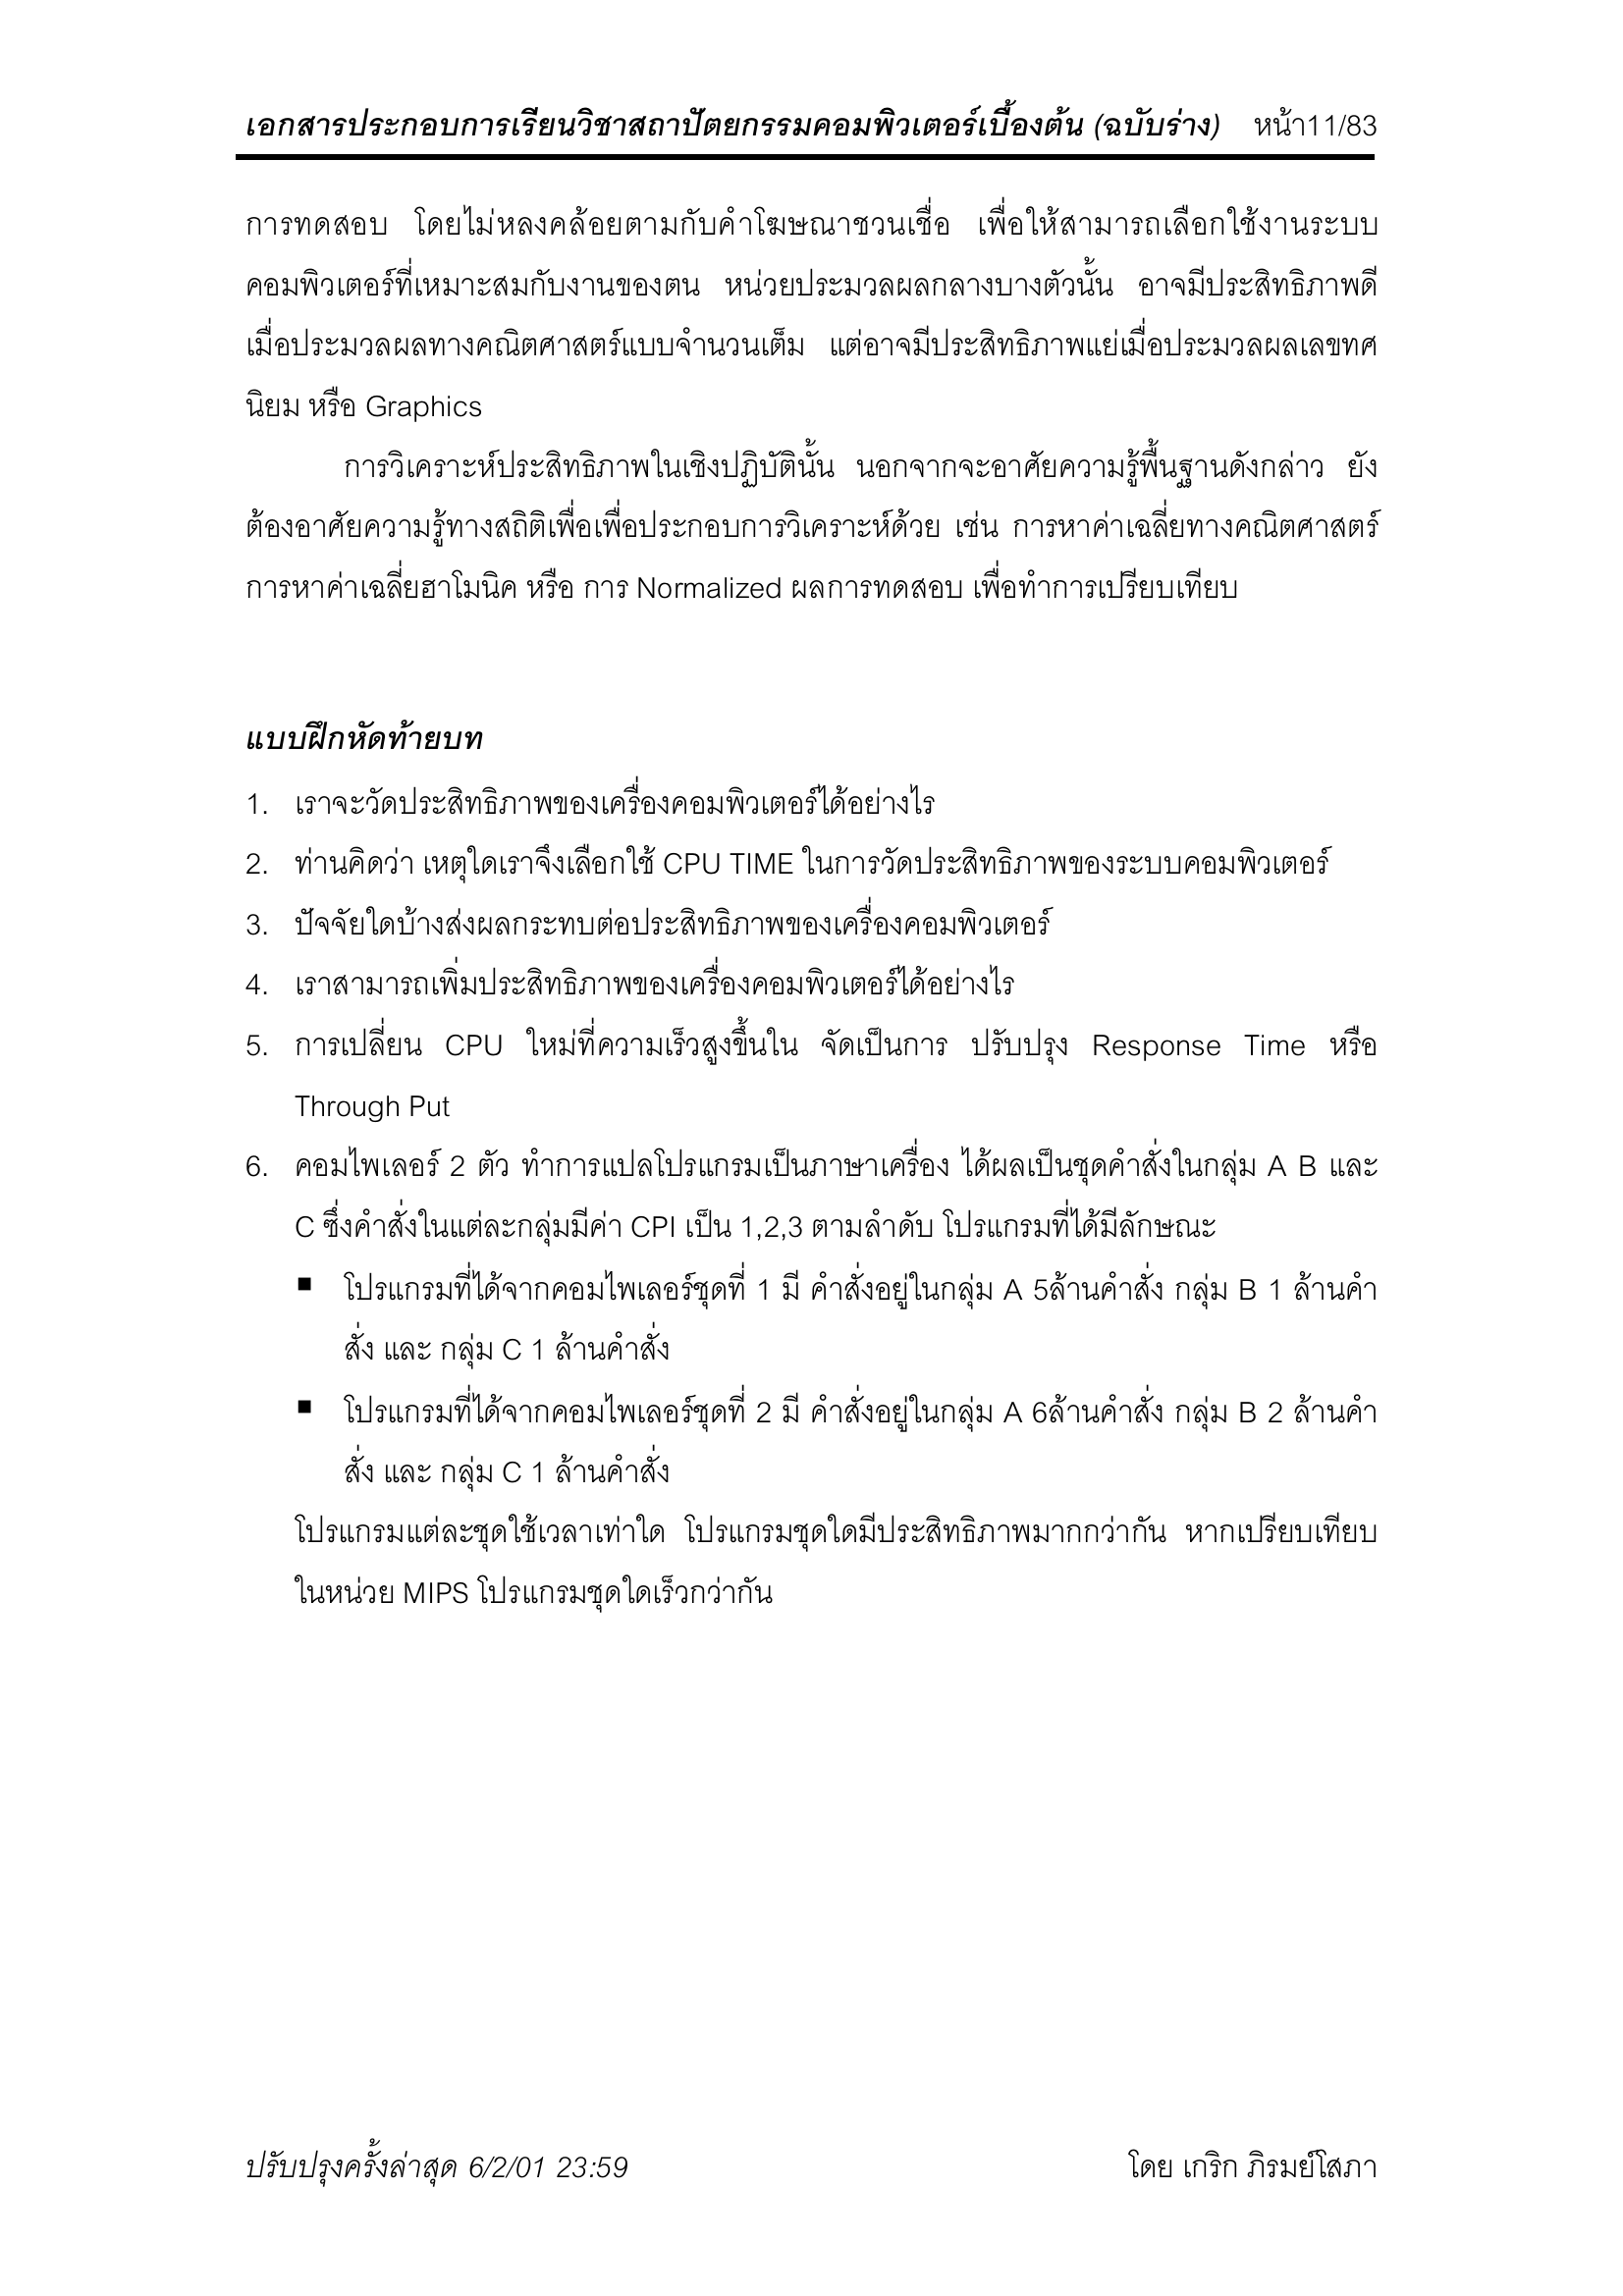 เอกสารประกอบการเรียนวิชาสถาปัตยกรรมคอมพิวเตอร์เบื้องต้น (ฉบับร่าง) หน้า11/83
การทดสอบ โดยไม่หลงคล้อยตามกับคำโฆษณาชวนเชื่อ เพื่อให้สามารถเลือกใช้งานระบบ
คอมพิวเตอร์ที่เหมาะสมกับงานของตน หน่วยประมวลผลกลางบางตัวนั้น อาจมีประสิทธิภาพดี
เมื่อประมวลผลทางคณิตศาสตร์แบบจำนวนเต็ม แต่อาจมีประสิทธิภาพแย่เมื่อประมวลผลเลขทศ
นิยม หรือ Graphics
การวิเคราะห์ประสิทธิภาพในเชิงปฏิบัตินั้น นอกจากจะอาศัยความรู้พื้นฐานดังกล่าว ยัง
ต้องอาศัยความรู้ทางสถิติเพื่อเพื่อประกอบการวิเคราะห์ด้วย เช่น การหาค่าเฉลี่ยทางคณิตศาสตร์
การหาค่าเฉลี่ยฮาโมนิค หรือ การ Normalized ผลการทดสอบ เพื่อทำการเปรียบเทียบ
แบบฝึกหัดท้ายบท
1. เราจะวัดประสิทธิภาพของเครื่องคอมพิวเตอร์ได้อย่างไร
2. ท่านคิดว่า เหตุใดเราจึงเลือกใช้ CPU TIME ในการวัดประสิทธิภาพของระบบคอมพิวเตอร์
3. ปัจจัยใดบ้างส่งผลกระทบต่อประสิทธิภาพของเครื่องคอมพิวเตอร์
4. เราสามารถเพิ่มประสิทธิภาพของเครื่องคอมพิวเตอร์ได้อย่างไร
5. การเปลี่ยน CPU ใหม่ที่ความเร็วสูงขึ้นใน จัดเป็นการ ปรับปรุง Response Time หรือ
Through Put
6. คอมไพเลอร์ 2 ตัว ทำการแปลโปรแกรมเป็นภาษาเครื่อง ได้ผลเป็นชุดคำสั่งในกลุ่ม A B และ
C ซึ่งคำสั่งในแต่ละกลุ่มมีค่า CPI เป็น 1,2,3 ตามลำดับ โปรแกรมที่ได้มีลักษณะ
▪ โปรแกรมที่ได้จากคอมไพเลอร์ชุดที่ 1 มี คำสั่งอยู่ในกลุ่ม A 5ล้านคำสั่ง กลุ่ม B 1 ล้านคำ
สั่ง และ กลุ่ม C 1 ล้านคำสั่ง
▪ โปรแกรมที่ได้จากคอมไพเลอร์ชุดที่ 2 มี คำสั่งอยู่ในกลุ่ม A 6ล้านคำสั่ง กลุ่ม B 2 ล้านคำ
สั่ง และ กลุ่ม C 1 ล้านคำสั่ง
โปรแกรมแต่ละชุดใช้เวลาเท่าใด โปรแกรมชุดใดมีประสิทธิภาพมากกว่ากัน หากเปรียบเทียบ
ในหน่วย MIPS โปรแกรมชุดใดเร็วกว่ากัน
ปรับปรุงครั้งล่าสุด 6/2/01 23:59 โดย เกริก ภิรมย์โสภา